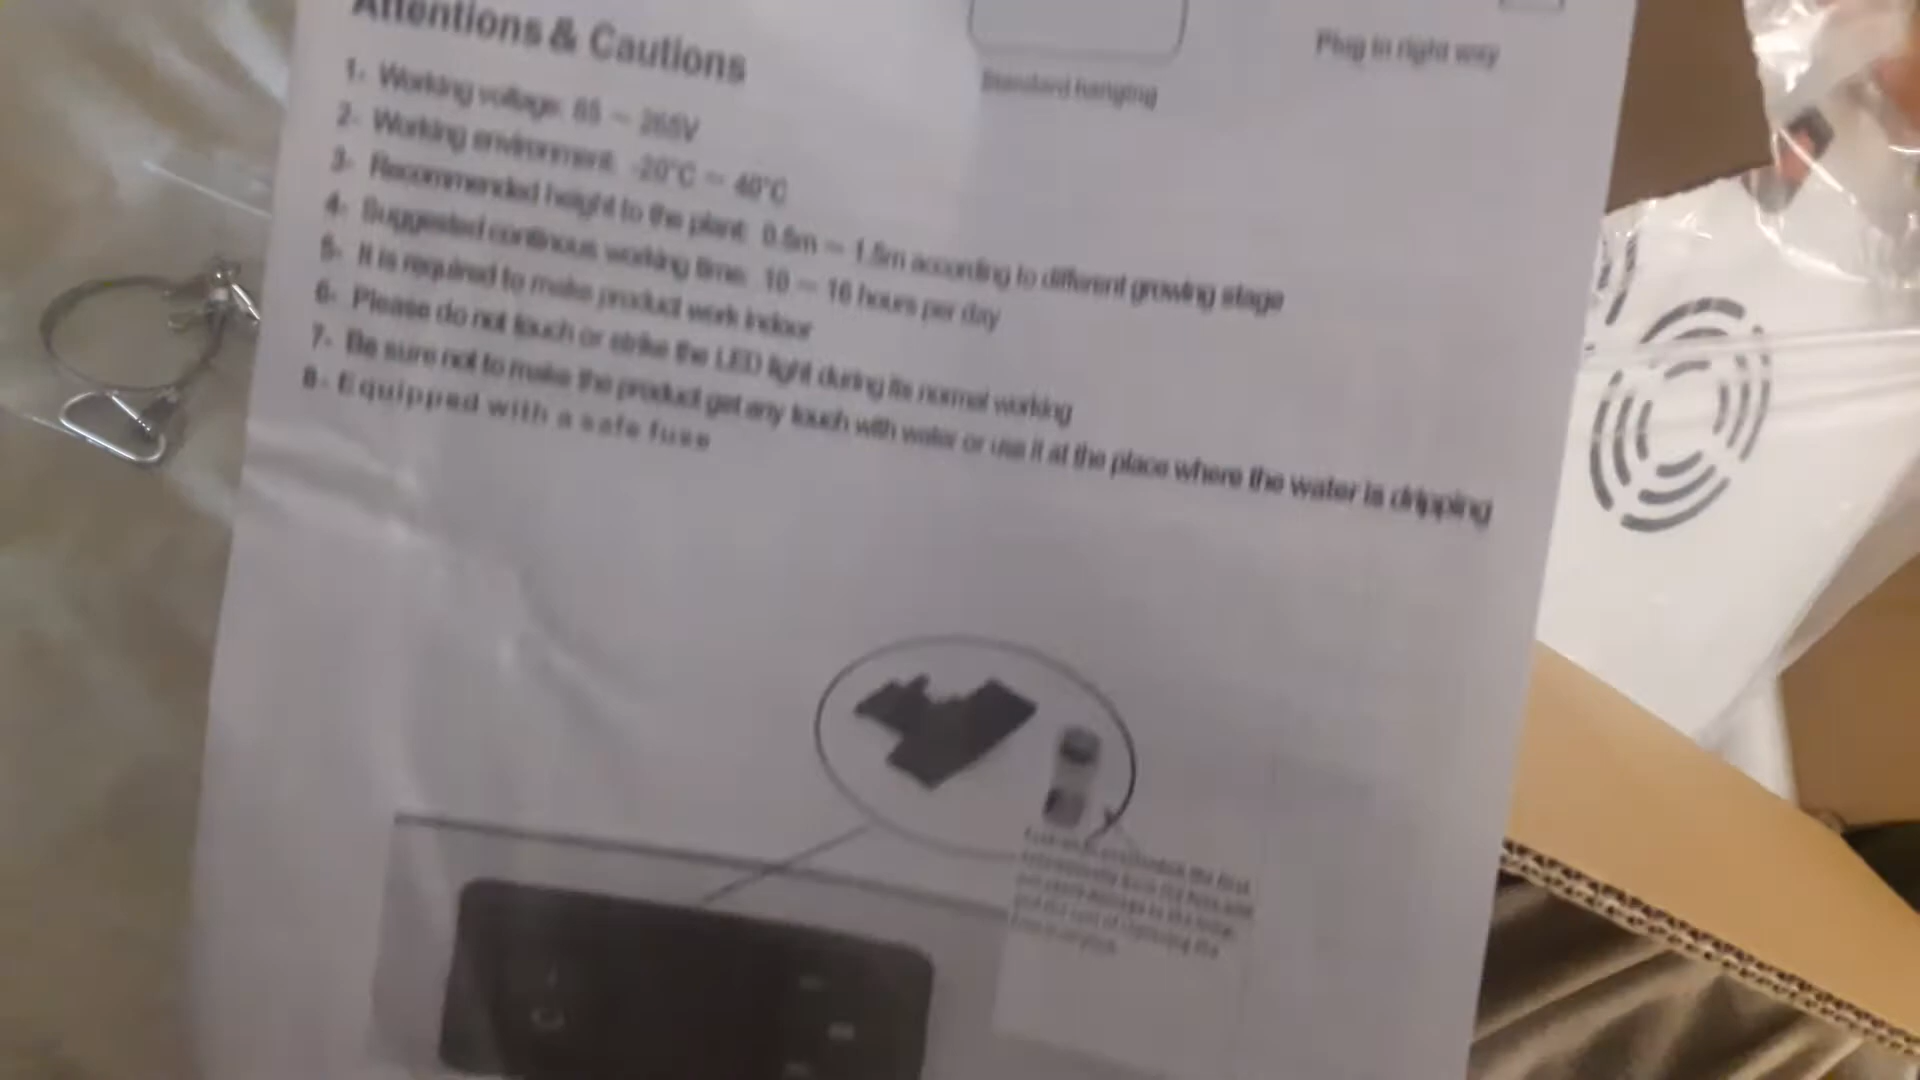 Attentions & Cautions
Standard hanging
Plug in right way
1- Working voltage: 85 ~ 265V
2- Working environment: -20°C ~ 40°C
3- Recommended height to the plant: 0.5m ~ 1.5m according to different growing stage
4- Suggested continous working time: 10 ~ 16 hours per day
5- It is required to make product work indoor
6- Please do not touch or strike the LED light during its normal working
7- Be sure not to make the product get any touch with water or use it at the place where the water is dripping
8- Equipped with a safe fuse